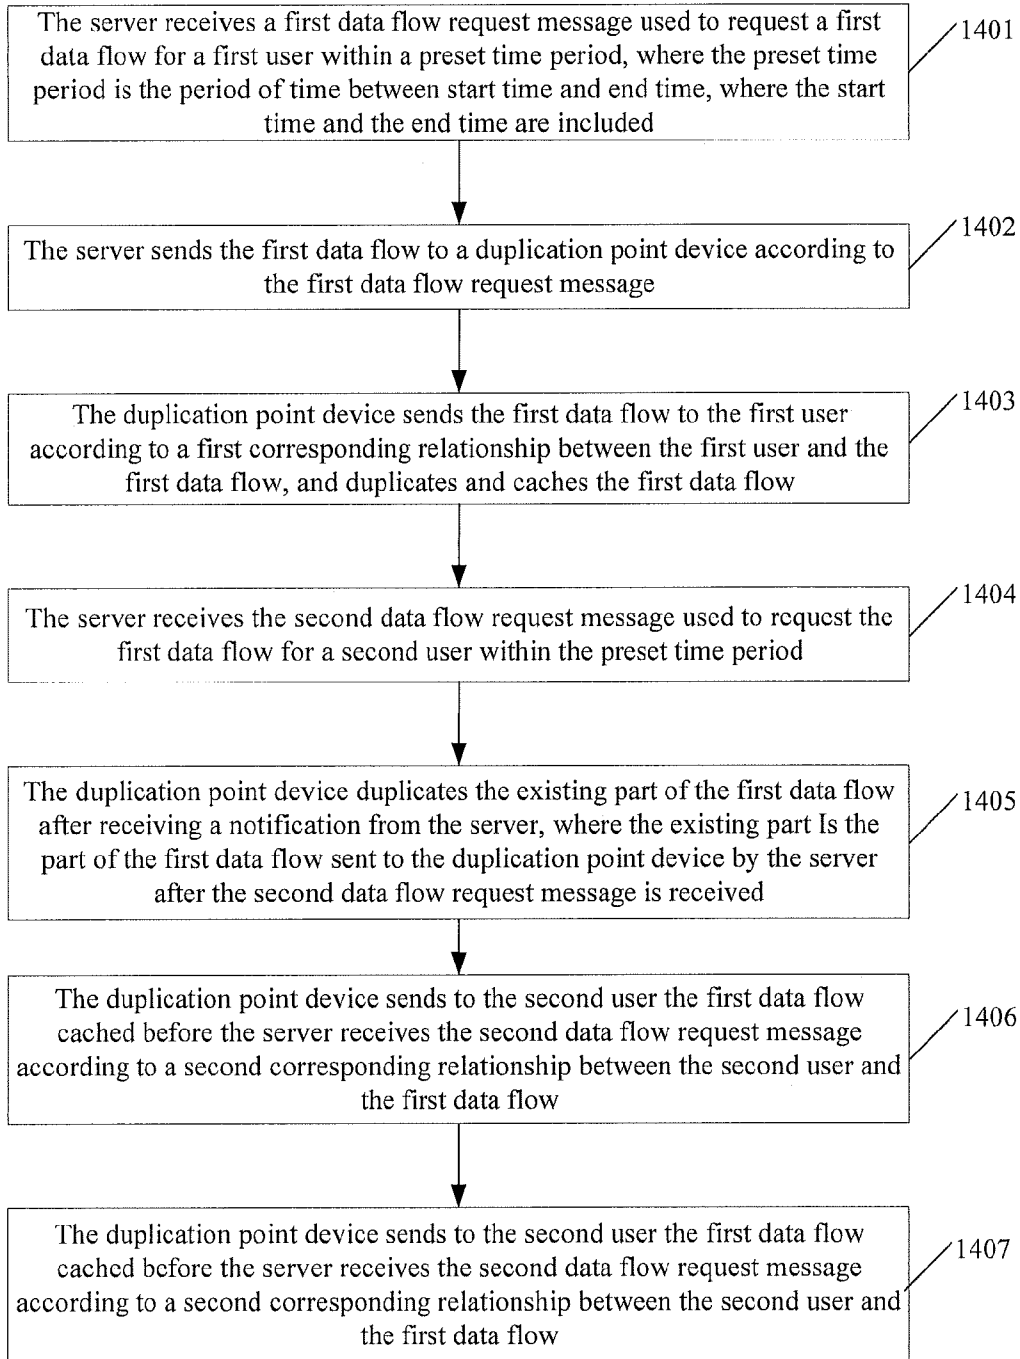 The server receives a first data flow request message used to request a first
data flow for a first user within a preset time period, where the preset time
period is the period of time between start time and end time, where the start
time and the end time are included
1401
The server sends the first data flow to a duplication point device according to
the first data flow request message
1402
The duplication point device sends the first data flow to the first user
according to a first corresponding relationship between the first user and the
first data flow, and duplicates and caches the first data flow
1403
The server receives the second data flow request message used to request the
first data flow for a second user within the preset time period
1404
The duplication point device duplicates the existing part of the first data flow
after receiving a notification from the server, where the existing part Is the
part of the first data flow sent to the duplication point device by the server
after the second data flow request message is received
1405
The duplication point device sends to the second user the first data flow
cached before the server receives the second data flow request message
according to a second corresponding relationship between the second user and
the first data flow
1406
The duplication point device sends to the second user the first data flow
cached before the server receives the second data flow request message
according to a second corresponding relationship between the second user and
the first data flow
1407